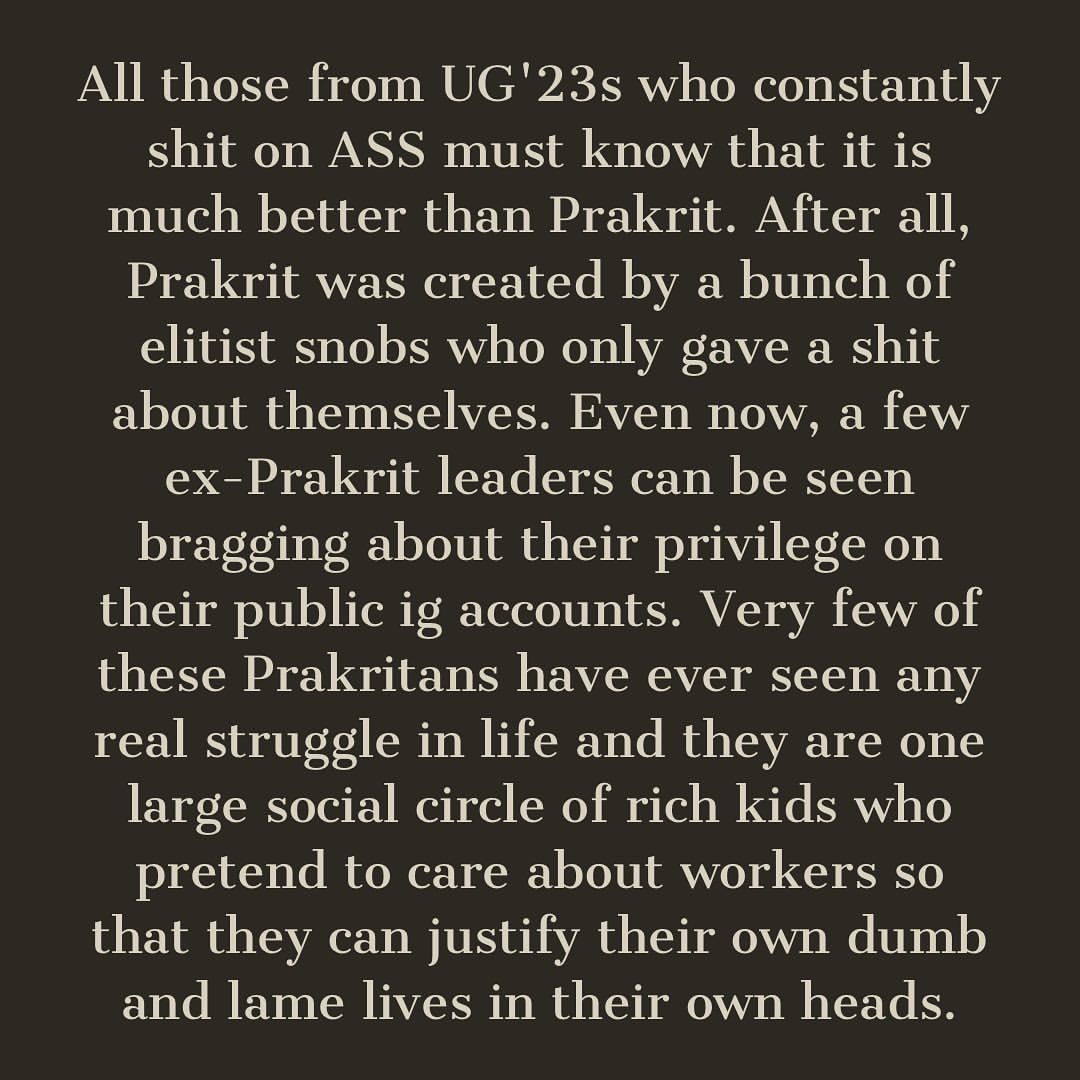 All those from UG'23s who constantly
shit on ASS must know that it is
much better than Prakrit. After all,
Prakrit was created by a bunch of
elitist snobs who only gave a shit
about themselves. Even now, a few
ex-Prakrit leaders can be seen
bragging about their privilege on
their public ig accounts. Very few of
these Prakritans have ever seen any
real struggle in life and they are one
large social circle of rich kids who
pretend to care about workers so
that they can justify their own dumb
and lame lives in their own heads.